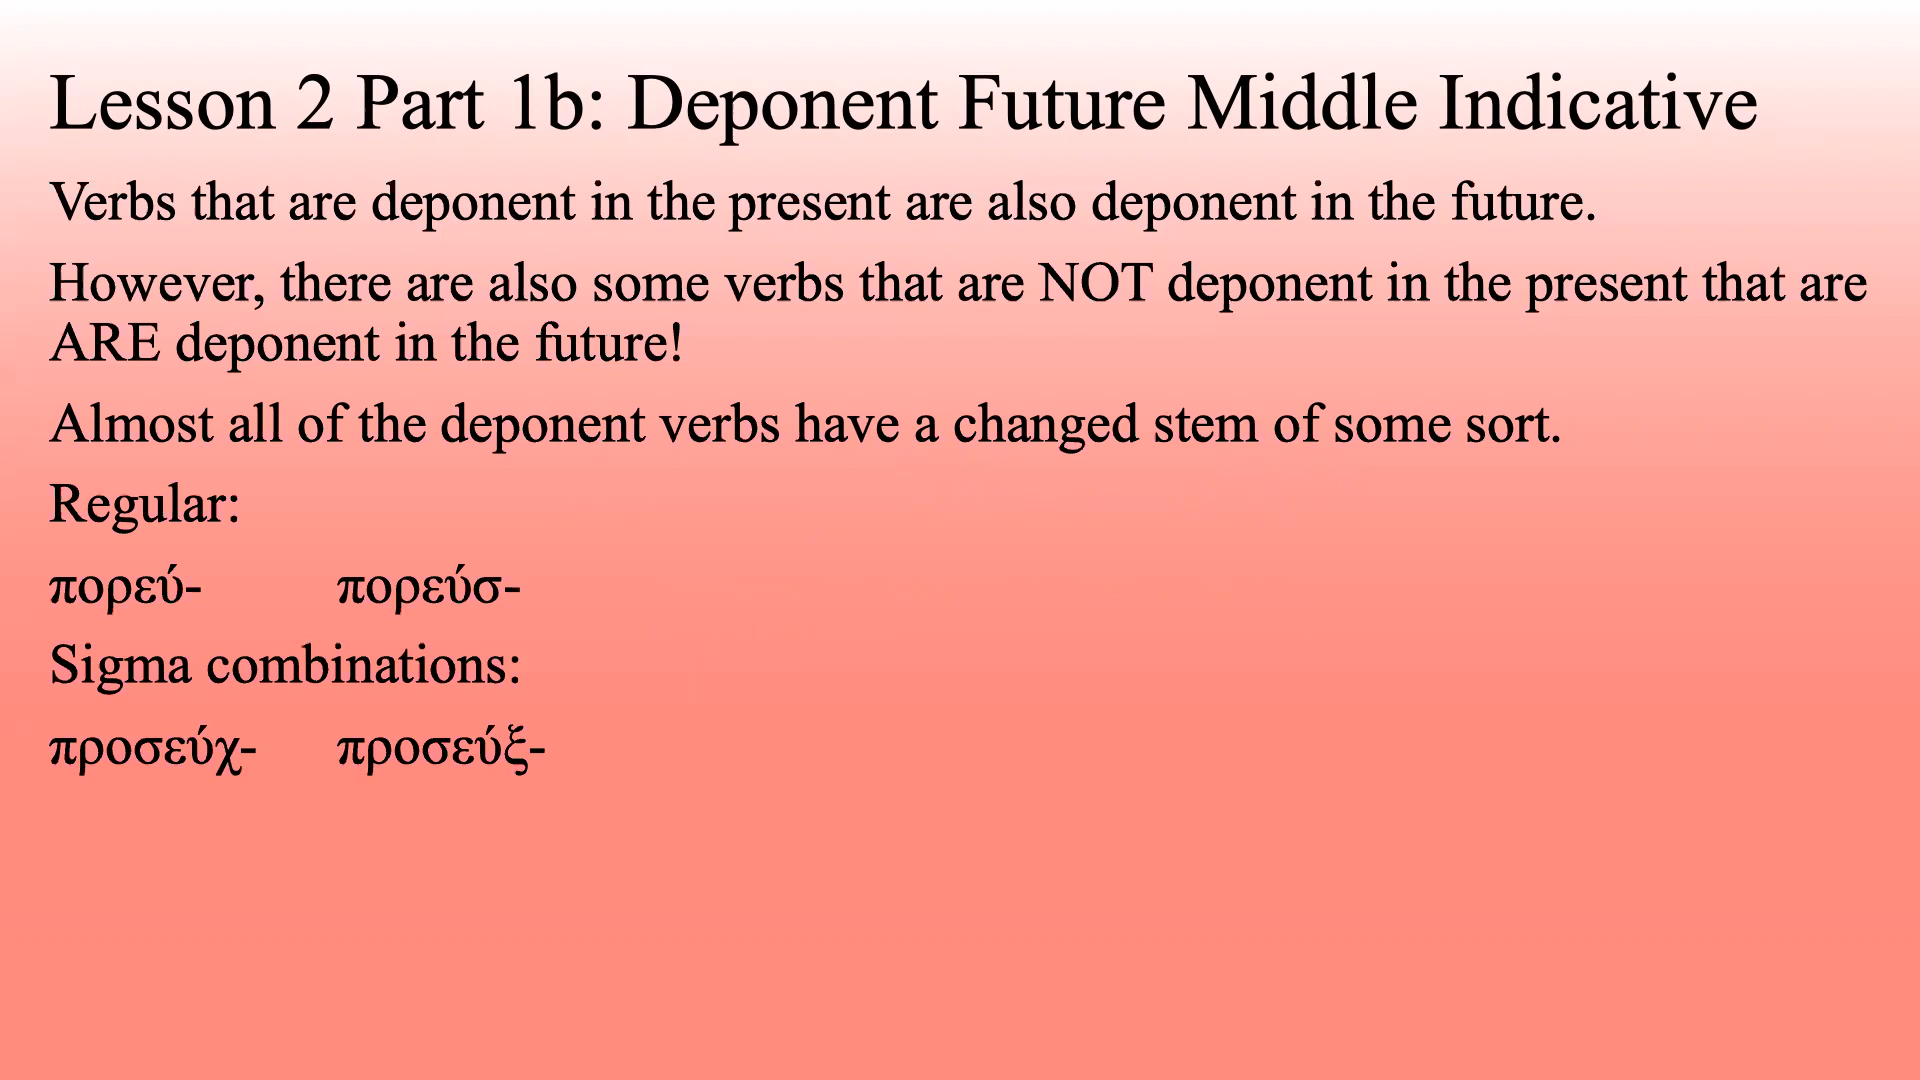 Lesson 2 Part 1b: Deponent Future Middle Indicative
Verbs that are deponent in the present are also deponent in the future.
However, there are also some verbs that are NOT deponent in the present that are
ARE deponent in the future!
Almost all of the deponent verbs have a changed stem of some sort.
Regular:
πορεύ- πορεύσ-
Sigma combinations:
προσεύχ- προσεύξ-